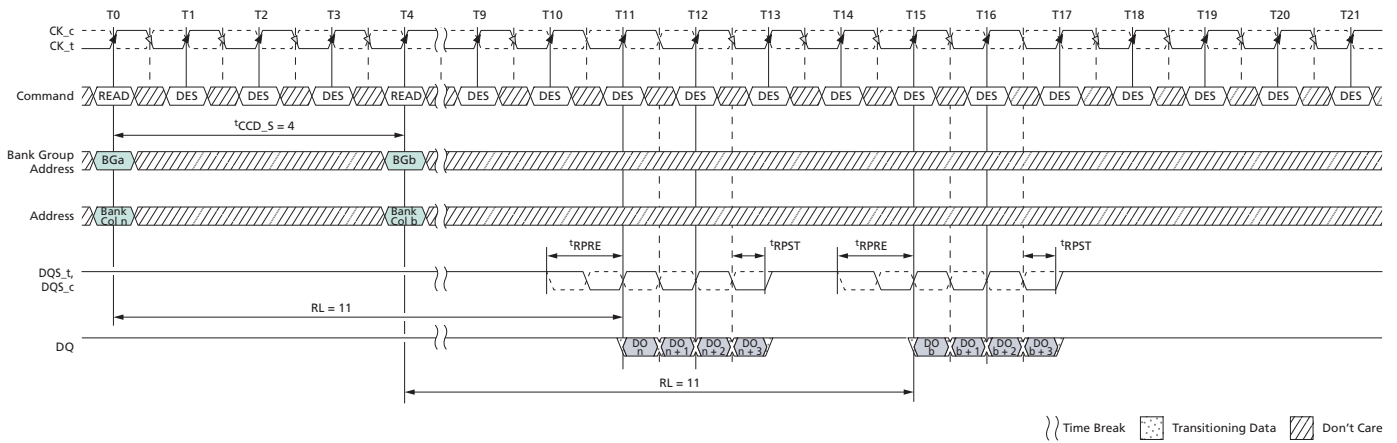 T0 T1 T2 T3 T4 T9 T10 T11 T12 T13 T14 T15 T16 T17 T18 T19 T20 T21
CK_c
CK_t
Command READ DES DES DES READ DES DES DES DES DES DES DES DES DES DES DES DES DES
tCCD_S = 4
Bank Group
Address
BGa BGb
Address
Bank
Col n
Bank
Col b
tRPRE tRPST tRPRE tRPST
DQS_t,
DQS_c
RL = 11
DQ
DO
n
DO
n + 1
DO
n + 2
DO
n + 3
DO
b
DO
b + 1
DO
b + 2
DO
b + 3
RL = 11
Time Break Transitioning Data Don't Care